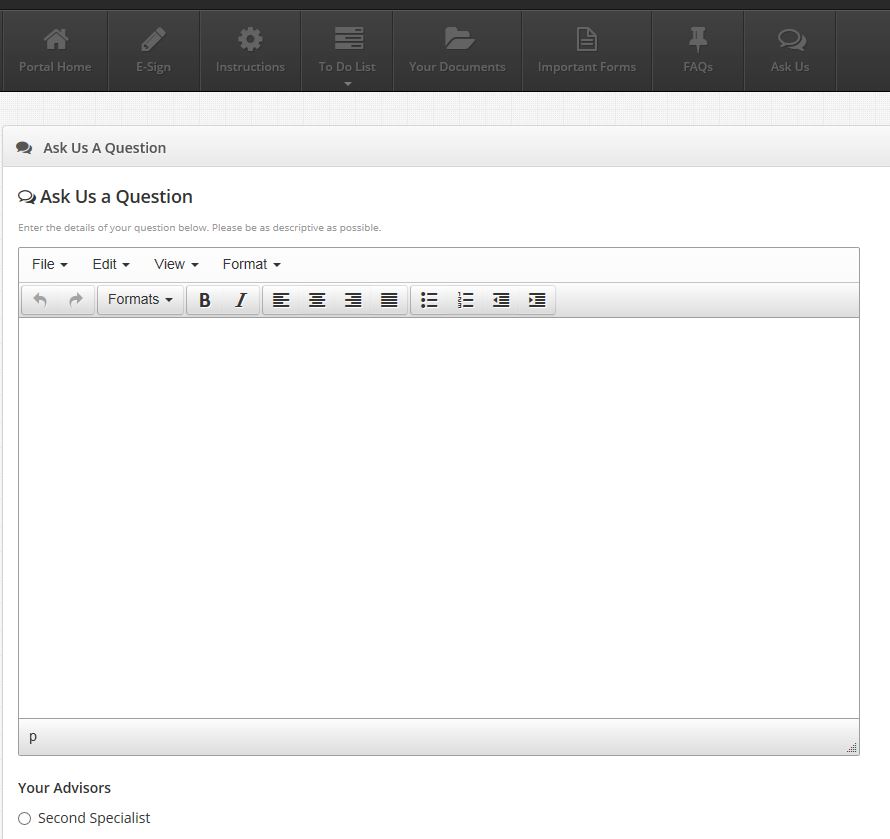 Portal Home E-Sign Instructions To Do List Your Documents Important Forms FAQs Ask Us
Ask Us A Question
Ask Us a Question
Enter the details of your question below. Please be as descriptive as possible.
File Edit View Format
Formats B I
p
Your Advisors
Second Specialist